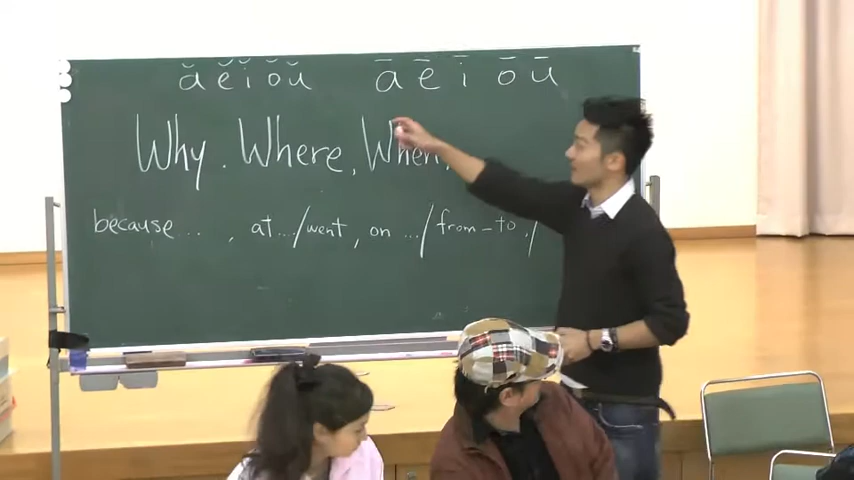 ă ĕ ĭ ŏ ŭ ā ē ī ō ū
Why. Where, When,
because... , at.../went, on .../from - to, /